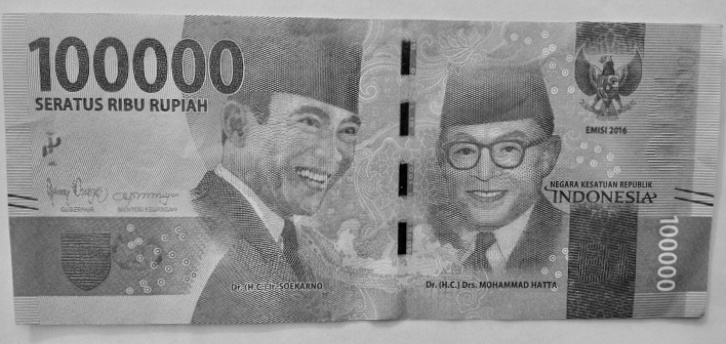 100000
SERATUS RIBU RUPIAH
EMISI 2016
NEGARA KESATUAN REPUBLIK
INDONESIA
GUBERNUR
MENTERI KEUANGAN
100000
Dr. (H.C.) Ir. SOEKARNO
Dr. (H.C.) Drs. MOHAMMAD HATTA